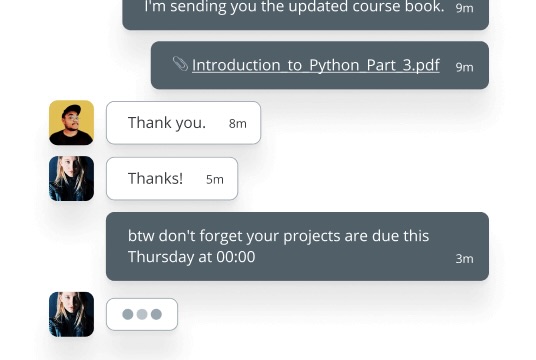 I'm sending you the updated course book. 9m
Introduction_to_Python_Part_3.pdf 9m
Thank you. 8m
Thanks! 5m
btw don't forget your projects are due this
Thursday at 00:00 3m